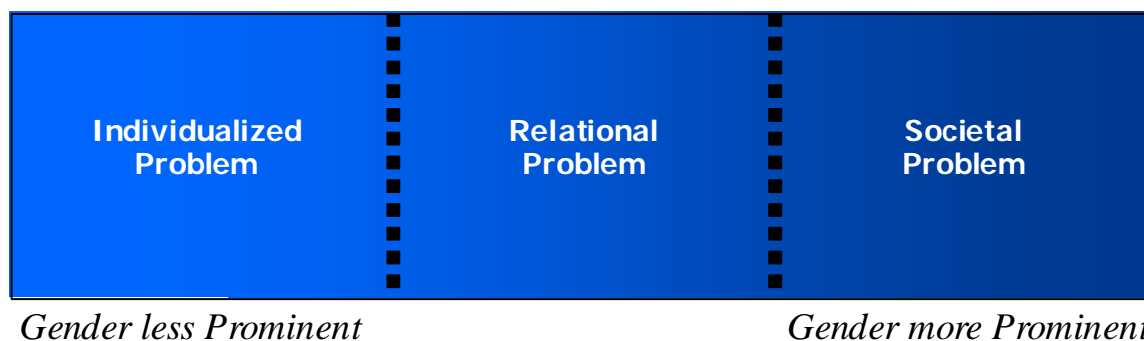 Individualized
Problem
Relational
Problem
Societal
Problem
Gender less Prominent
Gender more Prominent